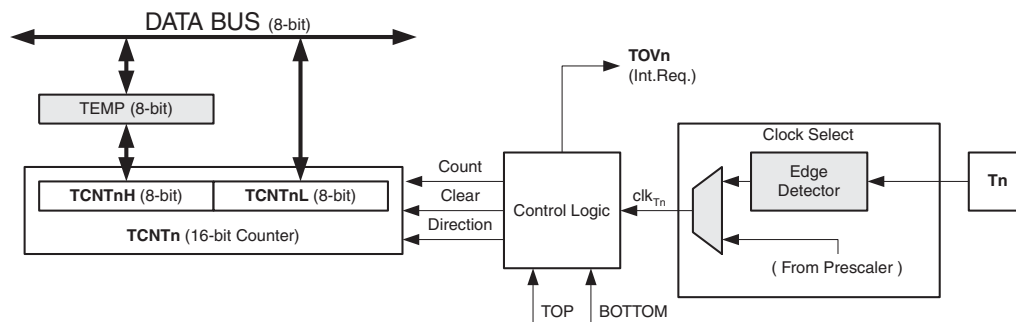 DATA BUS (8-bit)
TOVn
(Int.Req.)
TEMP (8-bit)
Clock Select
Count
Edge
Detector
Tn
TCNTnH (8-bit) TCNTnL (8-bit)
Clear
Control Logic
clkTn
TCNTn (16-bit Counter)
Direction
( From Prescaler )
TOP
BOTTOM